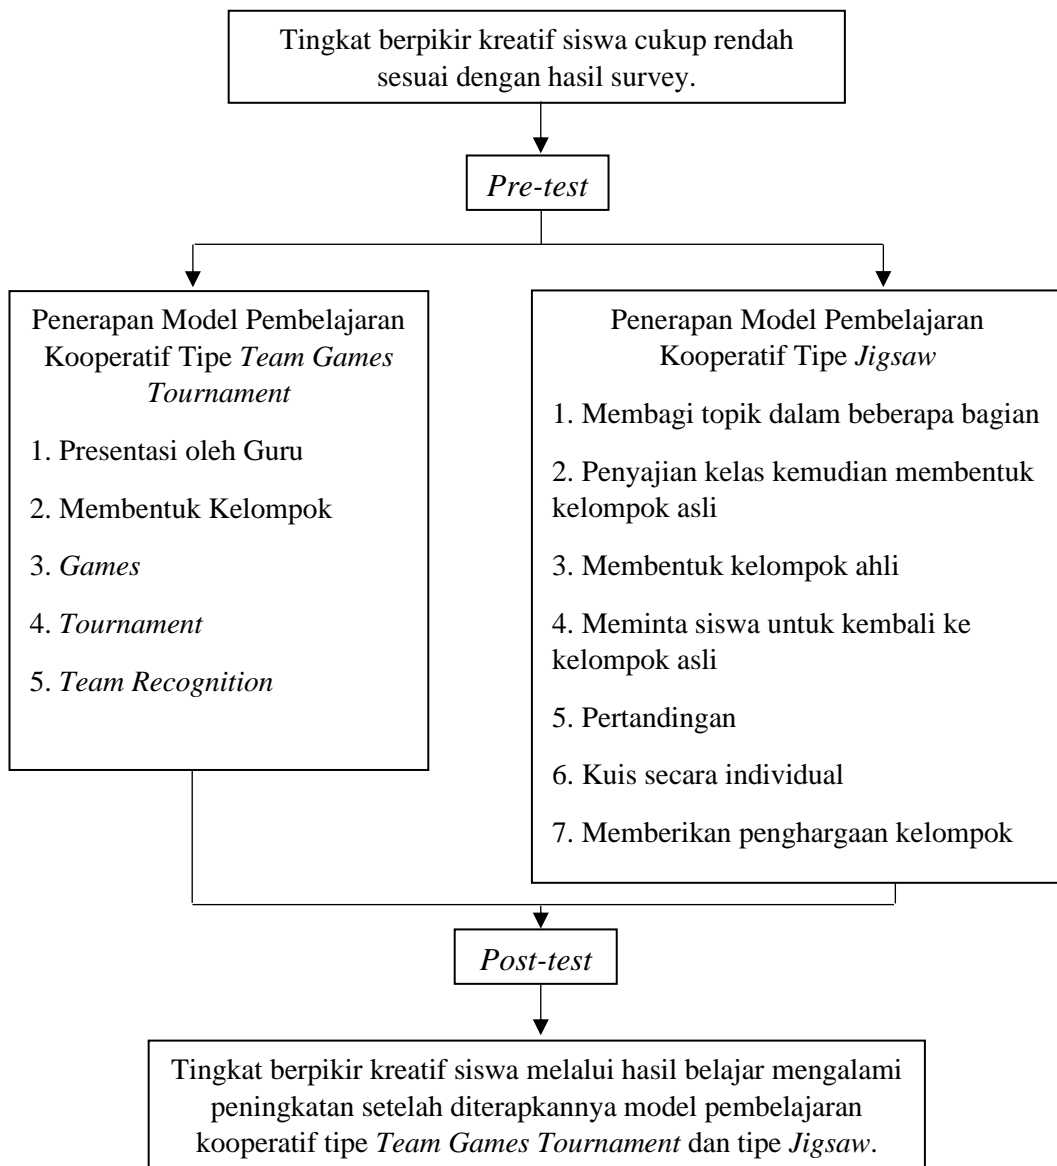 Tingkat berpikir kreatif siswa cukup rendah
sesuai dengan hasil survey.
Pre-test
Penerapan Model Pembelajaran
Kooperatif Tipe Team Games
Tournament
1. Presentasi oleh Guru
2. Membentuk Kelompok
3. Games
4. Tournament
5. Team Recognition
Penerapan Model Pembelajaran
Kooperatif Tipe Jigsaw
1. Membagi topik dalam beberapa bagian
2. Penyajian kelas kemudian membentuk
kelompok asli
3. Membentuk kelompok ahli
4. Meminta siswa untuk kembali ke
kelompok asli
5. Pertandingan
6. Kuis secara individual
7. Memberikan penghargaan kelompok
Post-test
Tingkat berpikir kreatif siswa melalui hasil belajar mengalami
peningkatan setelah diterapkannya model pembelajaran
kooperatif tipe Team Games Tournament dan tipe Jigsaw.